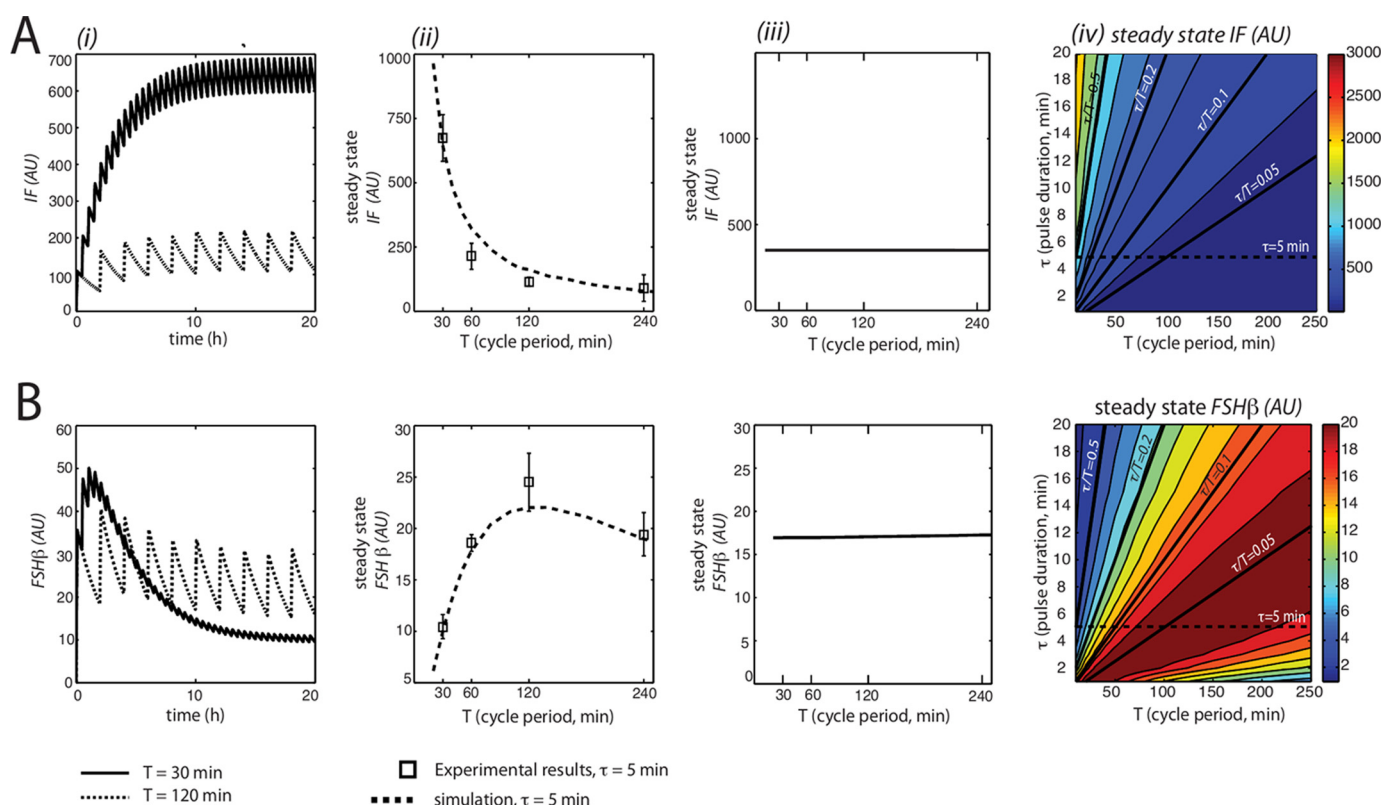 A
(i)
700
600
500
400
300
200
100
0
IF (AU)
0
10
20
time (h)
(ii)
1000
750
500
250
0
steady state
IF (AU)
30
60
120
240
T (cycle period, min)
(iii)
1000
500
0
steady state
IF (AU)
30
60
120
240
T (cycle period, min)
(iv) steady state IF (AU)
20
18
16
14
12
10
8
6
4
2
τ (pulse duration, min)
τ/T=0.5
τ/T=0.2
τ/T=0.1
τ/T=0.05
τ=5 min
50
100
150
200
250
T (cycle period, min)
3000
2500
2000
1500
1000
500
B
60
50
40
30
20
10
0
FSHβ (AU)
0
10
20
time (h)
30
25
20
15
10
5
steady state
FSH β (AU)
30
60
120
240
T (cycle period, min)
30
25
20
15
10
5
0
steady state
FSHβ (AU)
30
60
120
240
T (cycle period, min)
steady state FSHβ (AU)
20
18
16
14
12
10
8
6
4
2
τ (pulse duration, min)
τ/T=0.5
τ/T=0.2
τ/T=0.1
τ/T=0.05
τ=5 min
50
100
150
200
250
T (cycle period, min)
20
18
16
14
12
10
8
6
4
2
T = 30 min
T = 120 min
Experimental results, τ = 5 min
simulation, τ = 5 min